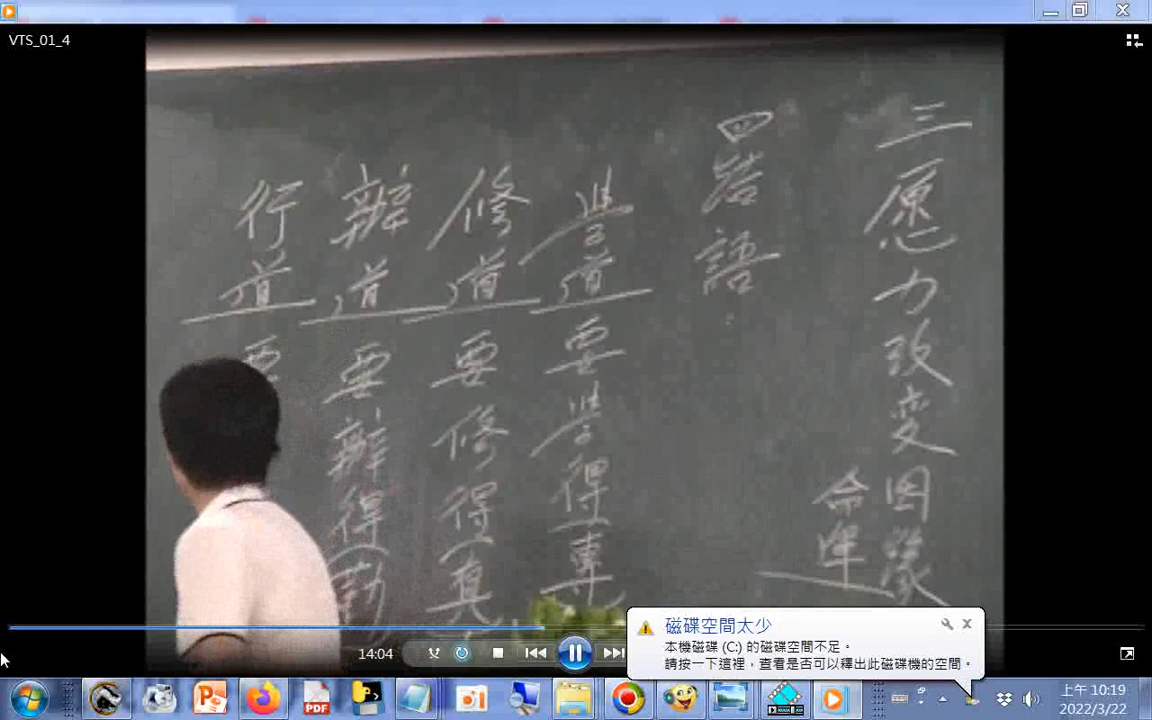 VTS_01_4
三愿力改變因緣
命運
四、答語
學道要學得專
修道要修得真
辦道要辦得勤
行道要
14:04
磁碟空間太少
本機磁碟 (C:) 的磁碟空間不足。
請按一下這裡，查看是否可以釋出此磁碟機的空間。
上午 10:19
2022/3/22